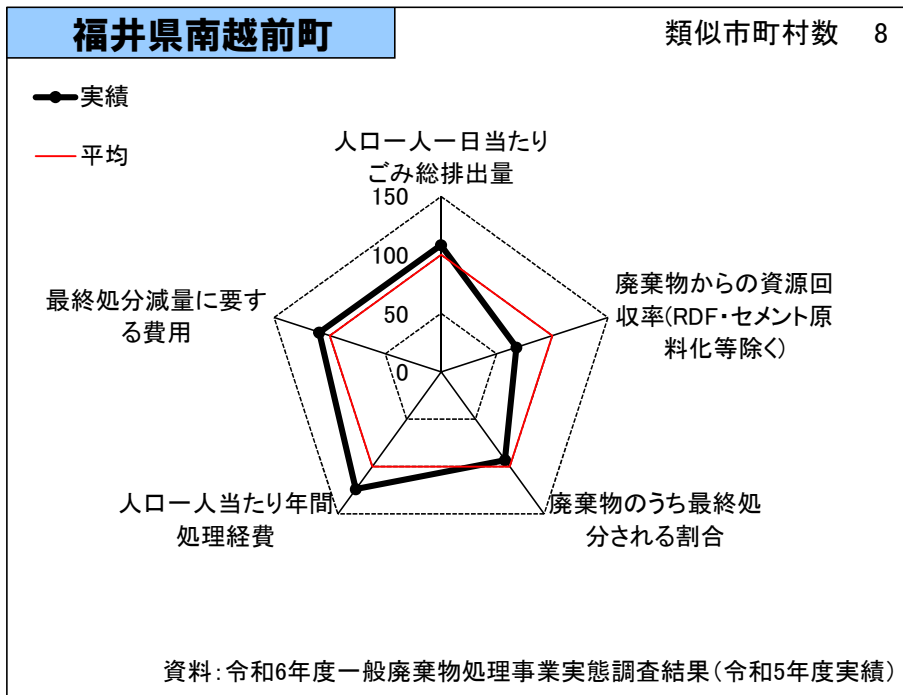 福井県南越前町
類似市町村数 8
実績
平均
人口一人一日当たり
ごみ総排出量
150
100
50
0
廃棄物からの資源回
収率(RDF・セメント原
料化等除く)
廃棄物のうち最終処
分される割合
人口一人当たり年間
処理経費
最終処分減量に要す
る費用
資料:令和6年度一般廃棄物処理事業実態調査結果(令和5年度実績)